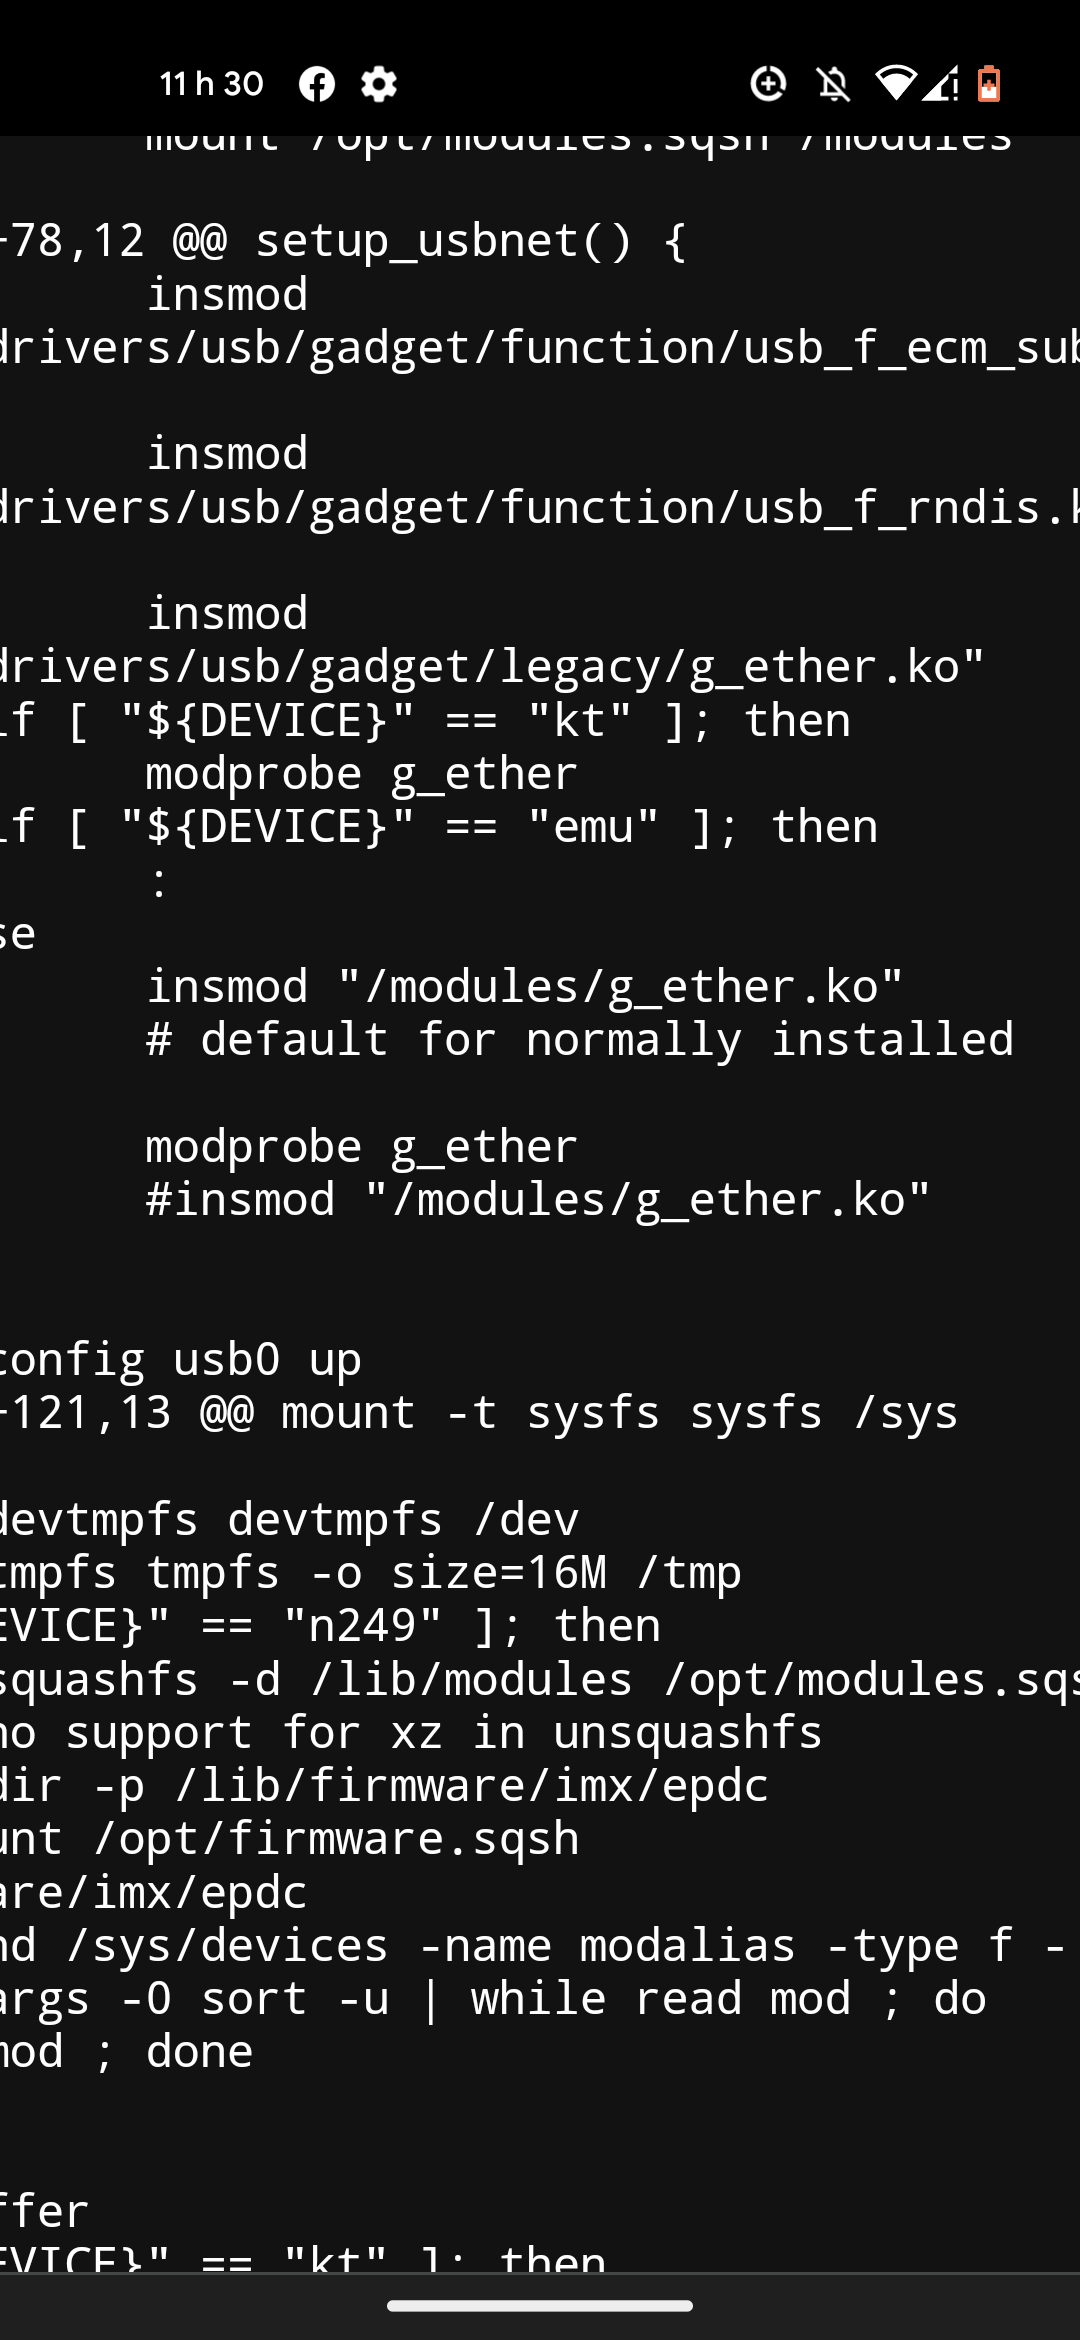 11 h 30
mount /opt/modules.sqsh /modules
78,12 @@ setup_usbnet() {
insmod
drivers/usb/gadget/function/usb_f_ecm_sub
insmod
drivers/usb/gadget/function/usb_f_rndis.k
insmod
drivers/usb/gadget/legacy/g_ether.ko"
if [ "${DEVICE}" == "kt" ]; then
modprobe g_ether
if [ "${DEVICE}" == "emu" ]; then
:
se
insmod "/modules/g_ether.ko"
# default for normally installed
modprobe g_ether
#insmod "/modules/g_ether.ko"
config usb0 up
121,13 @@ mount -t sysfs sysfs /sys
devtmpfs devtmpfs /dev
tmpfs tmpfs -o size=16M /tmp
EVICE}" == "n249" ]; then
squashfs -d /lib/modules /opt/modules.sqs
no support for xz in unsquashfs
dir -p /lib/firmware/imx/epdc
unt /opt/firmware.sqsh
are/imx/epdc
nd /sys/devices -name modalias -type f -
args -0 sort -u | while read mod ; do
mod ; done
ffer
EVICE}" == "kt" ]; then